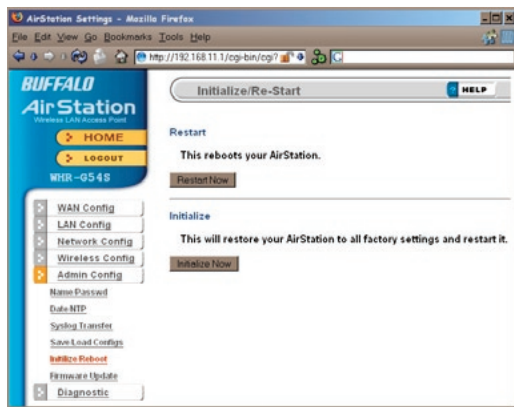 AirStation Settings - Mozilla Firefox
File Edit View Go Bookmarks Tools Help
http://192.168.11.1/cgi-bin/cgi?
BUFFALO
AirStation
Wireless LAN Access Point
HOME
LOGOUT
WHR-G54S
WAN Config
LAN Config
Network Config
Wireless Config
Admin Config
Name Passwd
Date NTP
Syslog Transfer
Save Load Configs
Initilize Reboot
Firmware Update
Diagnostic
Initialize/Re-Start
HELP
Restart
This reboots your AirStation.
Restart Now
Initialize
This will restore your AirStation to all factory settings and restart it.
Initialize Now